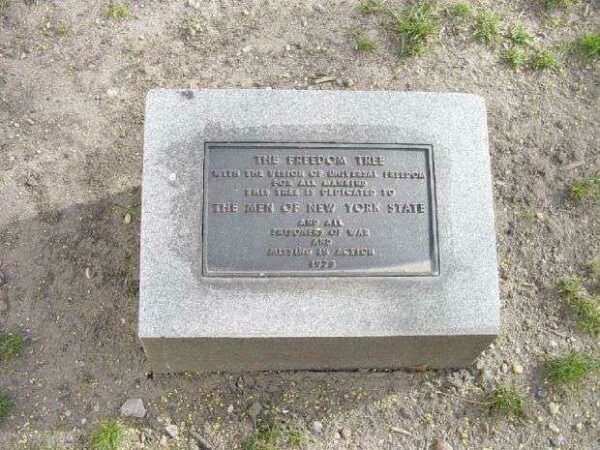 THE FREEDOM TREE
WITH THE VISION OF UNIVERSAL FREEDOM
FOR ALL MANKIND
THIS TREE IS DEDICATED TO
THE MEN OF NEW YORK STATE
AND ALL
PRISONERS OF WAR
AND
MISSING IN ACTION
1973